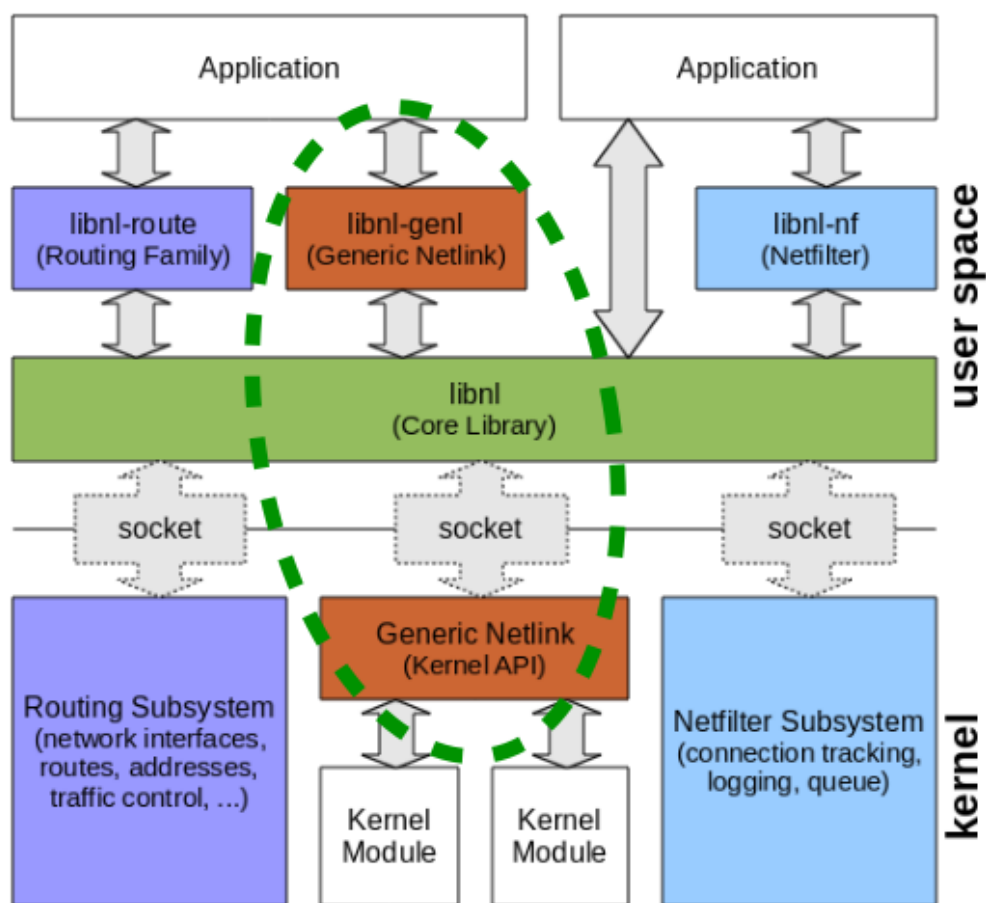 Application
Application
libnl-route
(Routing Family)
libnl-genl
(Generic Netlink)
libnl-nf
(Netfilter)
user space
libnl
(Core Library)
socket
socket
socket
Generic Netlink
(Kernel API)
Routing Subsystem
(network interfaces,
routes, addresses,
traffic control, ...)
Netfilter Subsystem
(connection tracking,
logging, queue)
kernel
Kernel
Module
Kernel
Module